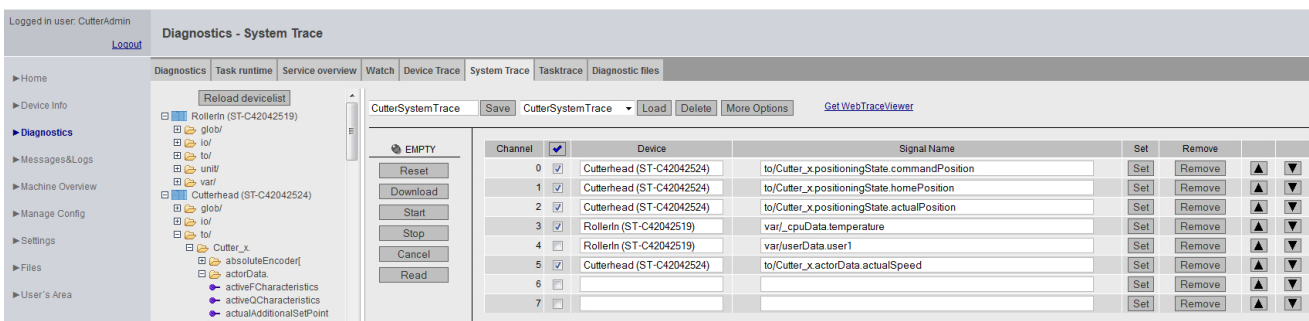 Logged in user: CutterAdmin
Logout
Diagnostics - System Trace
Home
Device Info
Diagnostics
Messages&Logs
Machine Overview
Manage Config
Settings
Files
User's Area
Diagnostics Task runtime Service overview Watch Device Trace System Trace Tasktrace Diagnostic files
Reload devicelist
RollerIn (ST-C42042519)
glob/
io/
to/
unit/
var/
Cutterhead (ST-C42042524)
glob/
io/
to/
Cutter_x.
absoluteEncoder[
actorData.
activeFCharacteristics
activeQCharacteristics
actualAdditionalSetPoint
CutterSystemTrace Save CutterSystemTrace Load Delete More Options Get WebTraceViewer
EMPTY
Reset
Download
Start
Stop
Cancel
Read
Channel Device Signal Name Set Remove
0 Cutterhead (ST-C42042524) to/Cutter_x.positioningState.commandPosition Set Remove
1 Cutterhead (ST-C42042524) to/Cutter_x.positioningState.homePosition Set Remove
2 Cutterhead (ST-C42042524) to/Cutter_x.positioningState.actualPosition Set Remove
3 RollerIn (ST-C42042519) var/_cpuData.temperature Set Remove
4 RollerIn (ST-C42042519) var/userData.user1 Set Remove
5 Cutterhead (ST-C42042524) to/Cutter_x.actorData.actualSpeed Set Remove
6 Set Remove
7 Set Remove